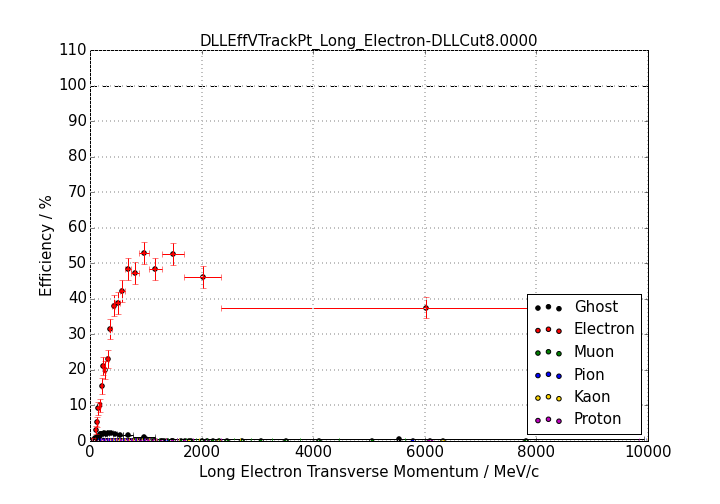 DLLEffVTrackPt_Long_Electron-DLLCut8.0000
110
100
90
80
70
60
50
40
30
20
10
0
Efficiency / %
0 2000 4000 6000 8000 10000
Long Electron Transverse Momentum / MeV/c
Ghost
Electron
Muon
Pion
Kaon
Proton